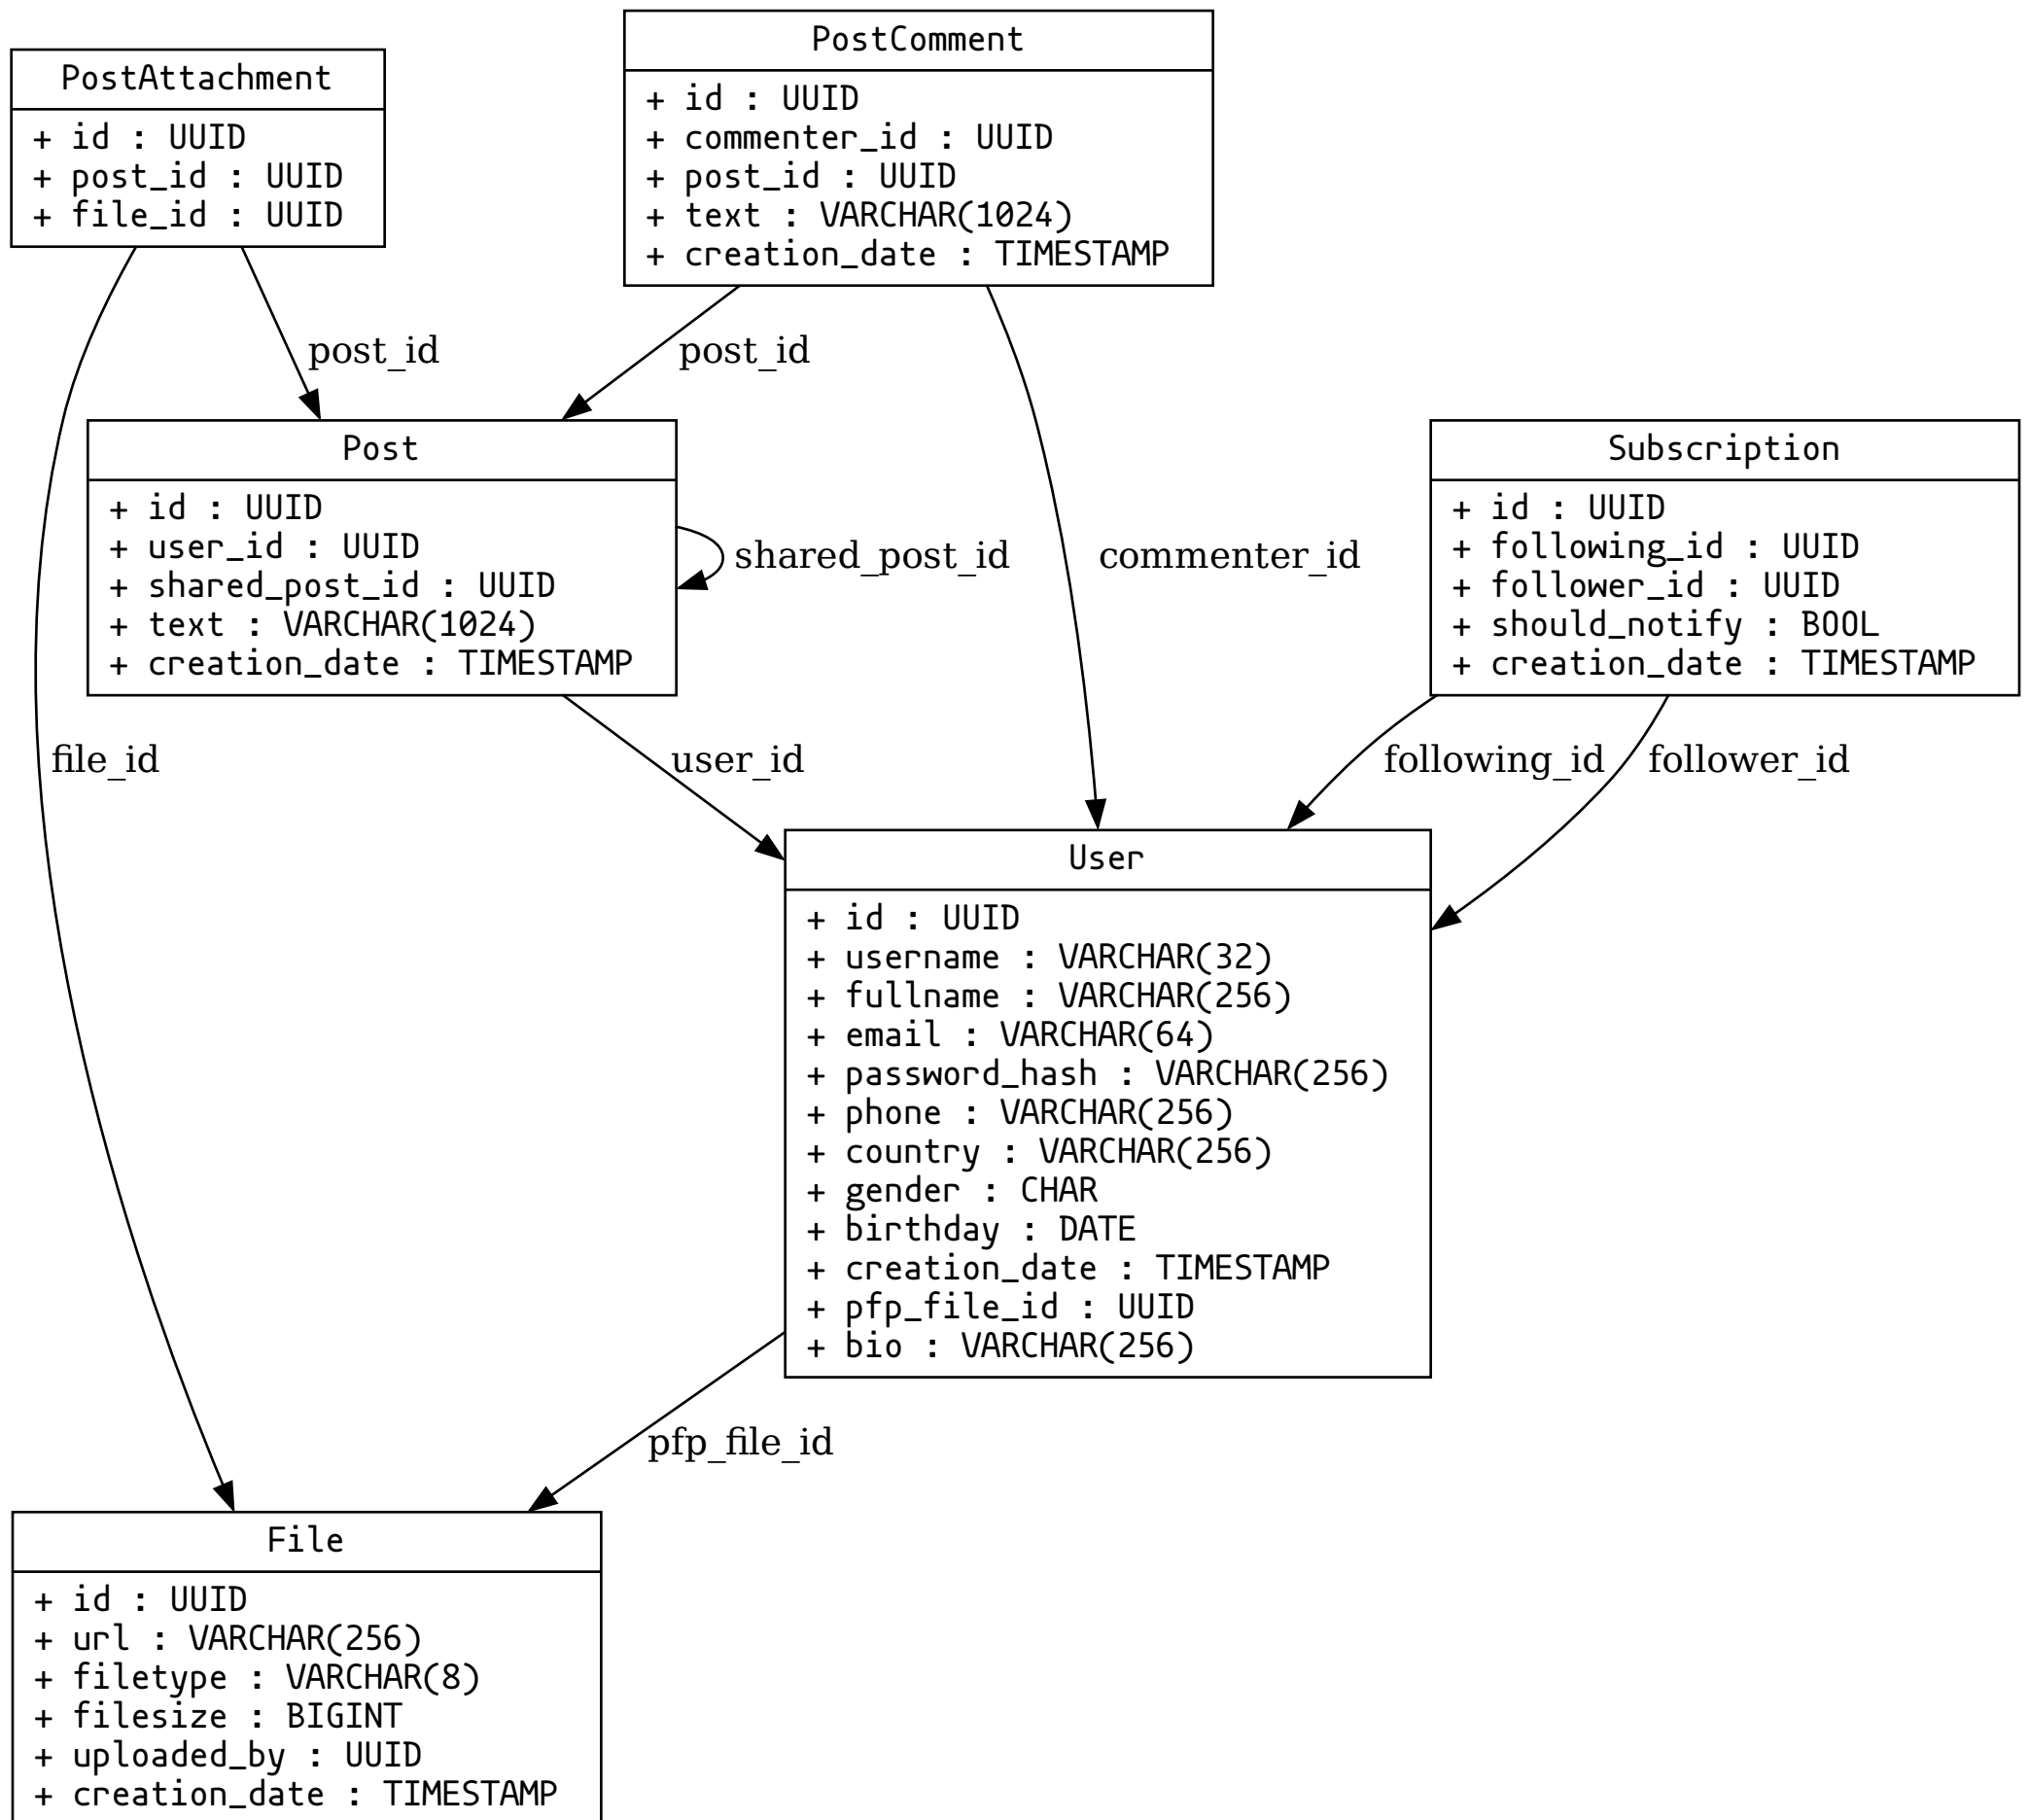 PostAttachment
+ id : UUID
+ post_id : UUID
+ file_id : UUID
PostComment
+ id : UUID
+ commenter_id : UUID
+ post_id : UUID
+ text : VARCHAR(1024)
+ creation_date : TIMESTAMP
post_id
post_id
Post
+ id : UUID
+ user_id : UUID
+ shared_post_id : UUID
+ text : VARCHAR(1024)
+ creation_date : TIMESTAMP
shared_post_id
commenter_id
Subscription
+ id : UUID
+ following_id : UUID
+ follower_id : UUID
+ should_notify : BOOL
+ creation_date : TIMESTAMP
file_id
user_id
following_id
follower_id
User
+ id : UUID
+ username : VARCHAR(32)
+ fullname : VARCHAR(256)
+ email : VARCHAR(64)
+ password_hash : VARCHAR(256)
+ phone : VARCHAR(256)
+ country : VARCHAR(256)
+ gender : CHAR
+ birthday : DATE
+ creation_date : TIMESTAMP
+ pfp_file_id : UUID
+ bio : VARCHAR(256)
pfp_file_id
File
+ id : UUID
+ url : VARCHAR(256)
+ filetype : VARCHAR(8)
+ filesize : BIGINT
+ uploaded_by : UUID
+ creation_date : TIMESTAMP